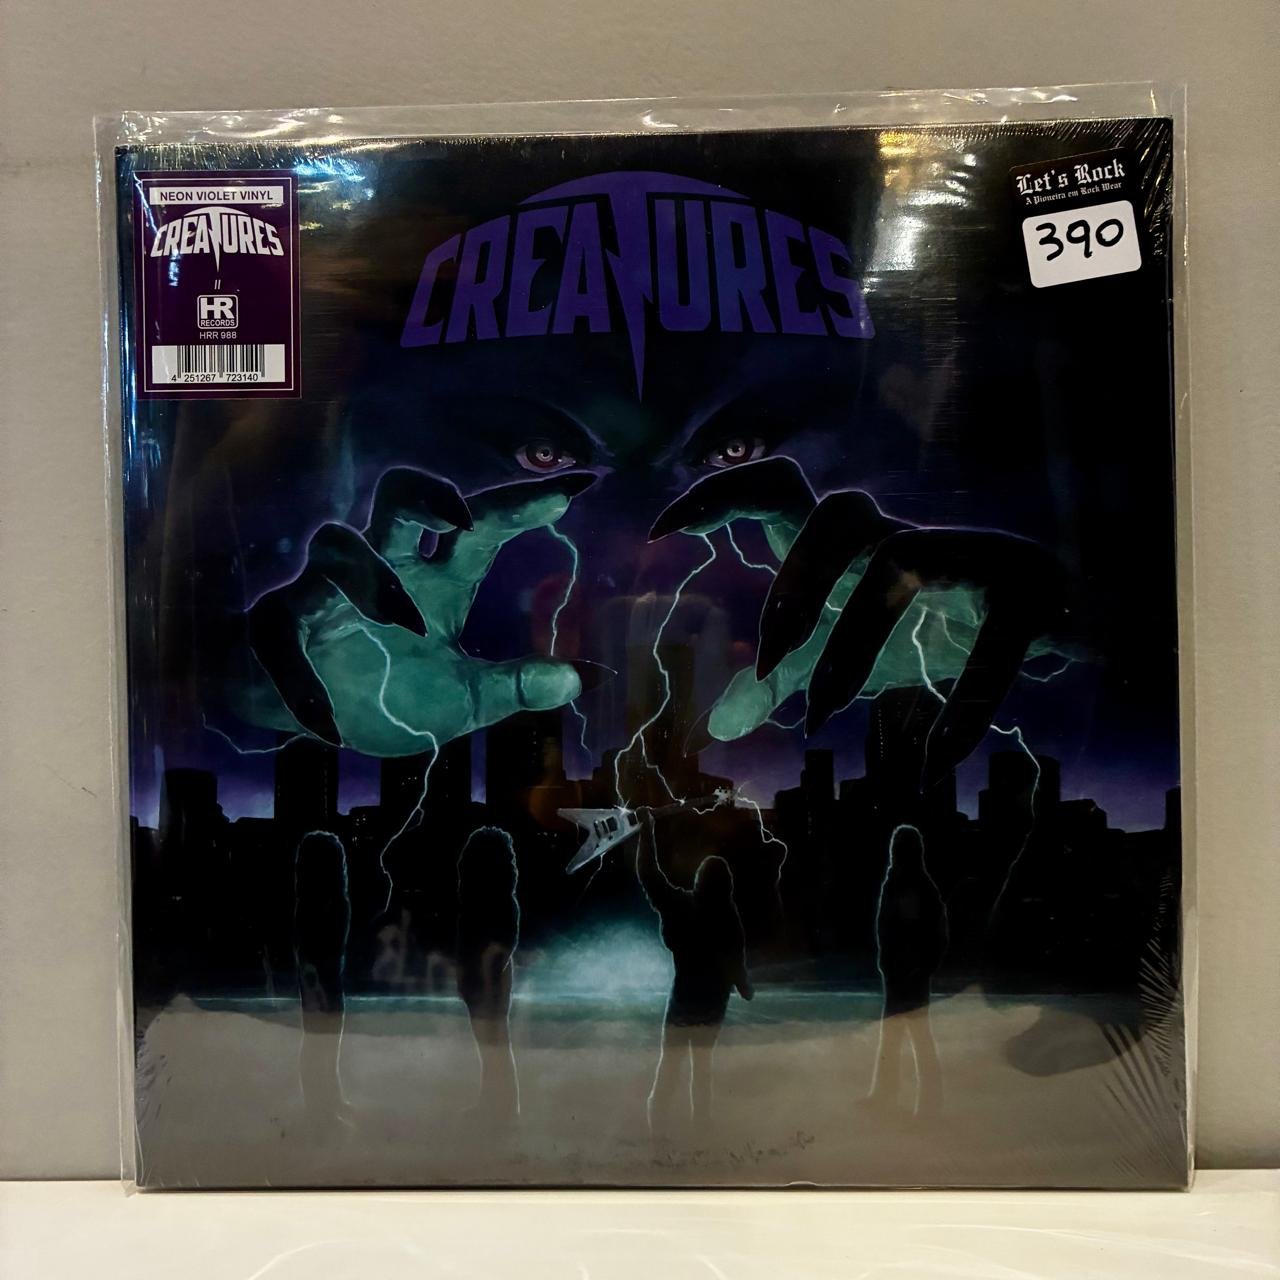 NEON VIOLET VINYL
CREATURES
II
HR
RECORDS
HRR 988
4 251267 723140
CREATURES
Let's Rock
A Pioneira em Rock Wear
390